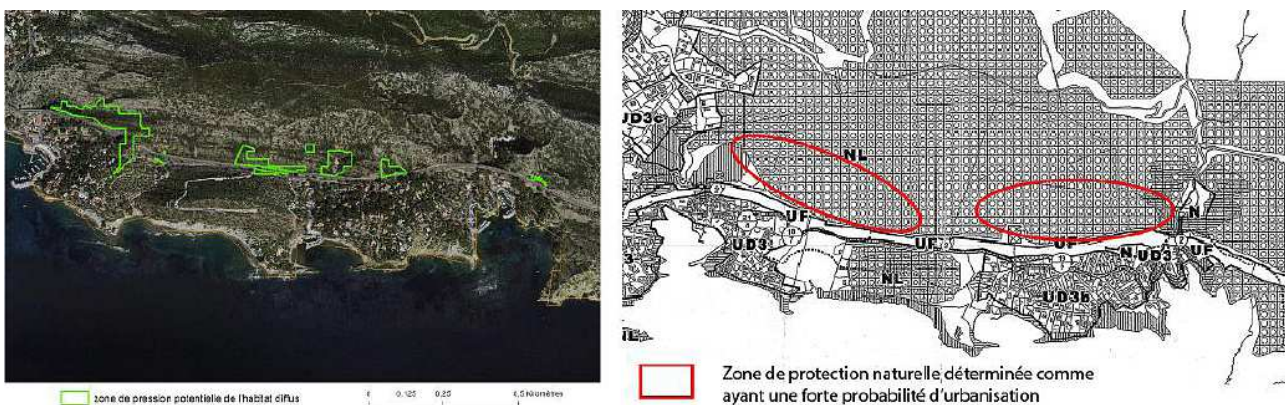 zone de pression potentielle de l'habitat diffus
0 0,125 0,25 0,5 Kilomètres
UD3c
NL
UF
UD3
UF
UF
N
N
UD3
UF
NL
UD3b
Zone de protection naturelle déterminée comme
ayant une forte probabilité d'urbanisation